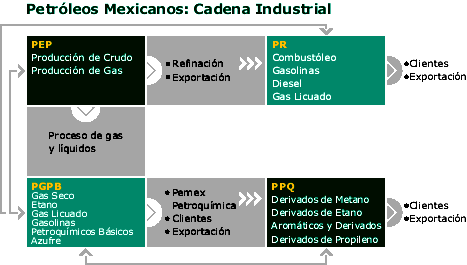 Petróleos Mexicanos: Cadena Industrial
PEP
Producción de Crudo
Producción de Gas
Refinación
Exportación
PR
Combustóleo
Gasolinas
Diesel
Gas Licuado
Clientes
Exportación
Proceso de gas
y líquidos
PGPB
Gas Seco
Etano
Gas Licuado
Gasolinas
Petroquímicos Básicos
Azufre
Pemex
Petroquímica
Clientes
Exportación
PPQ
Derivados de Metano
Derivados de Etano
Aromáticos y Derivados
Derivados de Propileno
Clientes
Exportación